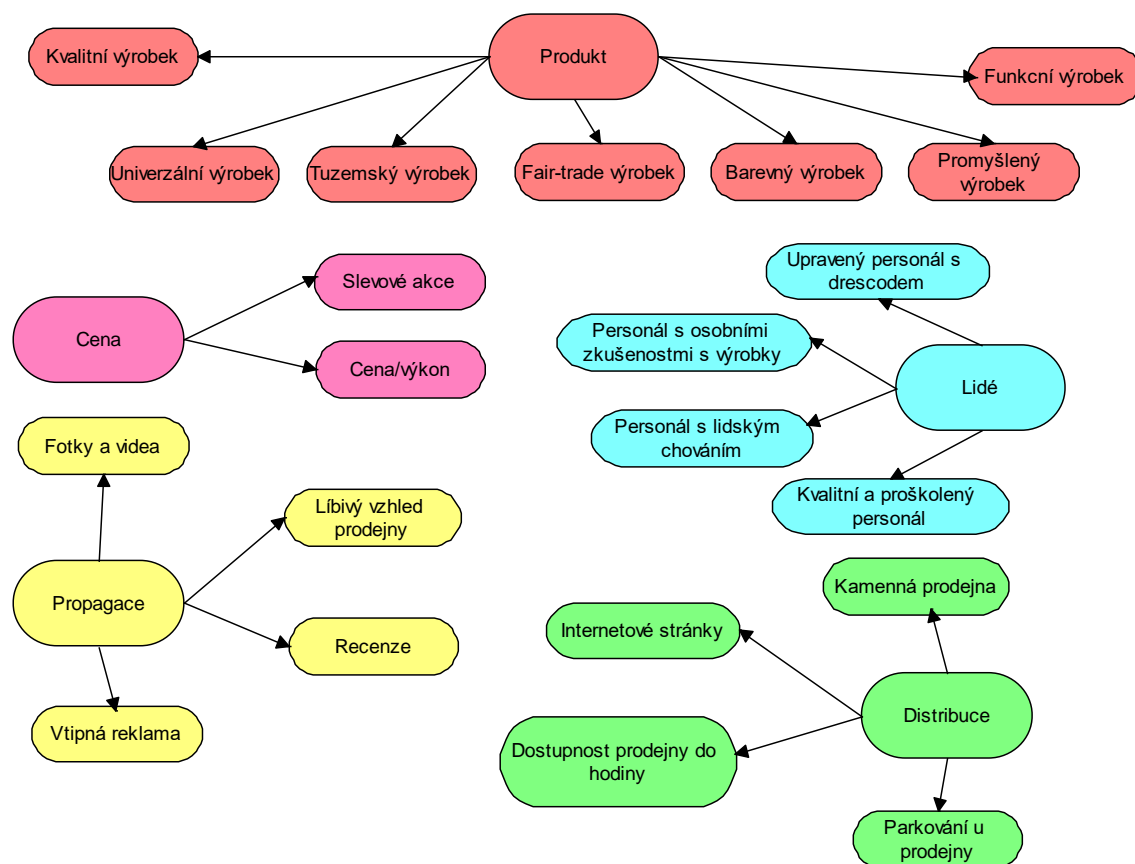 Produkt
Kvalitní výrobek
Funkcní výrobek
Univerzální výrobek
Tuzemský výrobek
Fair-trade výrobek
Barevný výrobek
Promyšlený
výrobek
Cena
Slevové akce
Cena/výkon
Upravený personál s
drescodem
Personál s osobními
zkušenostmi s výrobky
Lidé
Personál s lidským
chováním
Kvalitní a proškolený
personál
Fotky a videa
Líbivý vzhled
prodejny
Propagace
Recenze
Vtipná reklama
Kamenná prodejna
Internetové stránky
Distribuce
Dostupnost prodejny do
hodiny
Parkování u
prodejny